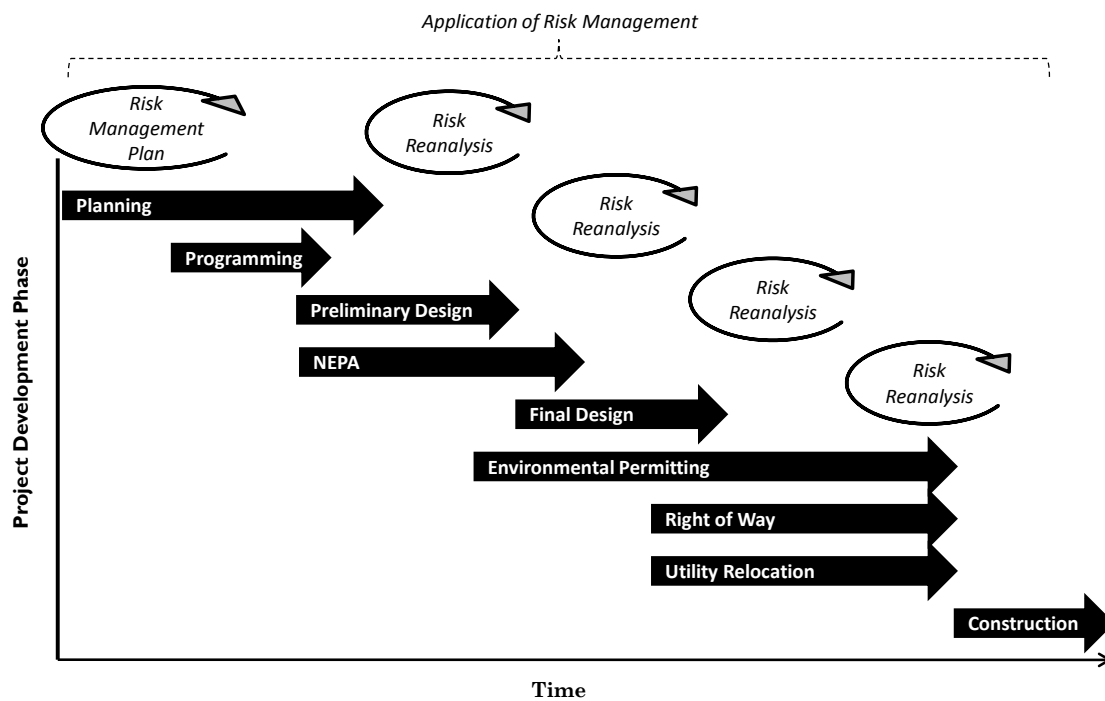 Application of Risk Management
Risk
Management
Plan
Risk
Reanalysis
Risk
Reanalysis
Risk
Reanalysis
Risk
Reanalysis
Planning
Programming
Preliminary Design
NEPA
Final Design
Environmental Permitting
Right of Way
Utility Relocation
Construction
Project Development Phase
Time